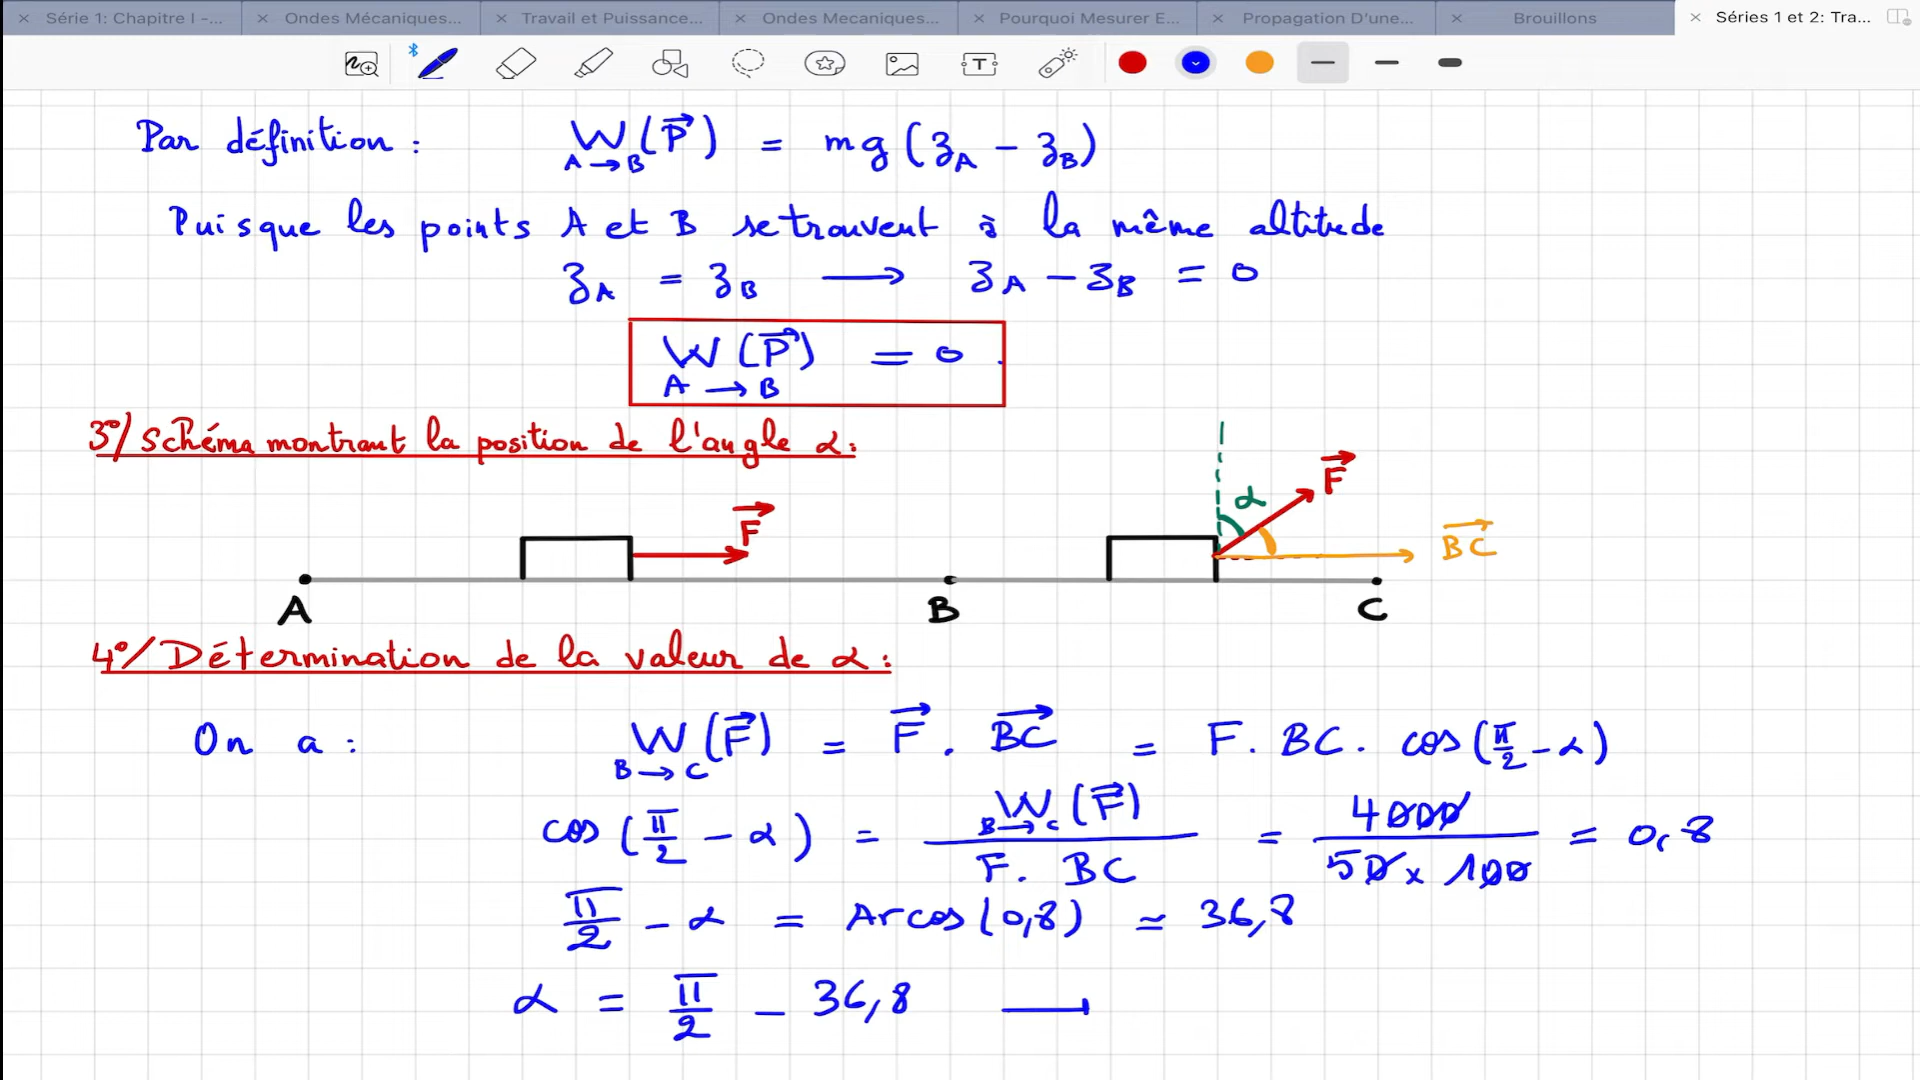 Série 1: Chapitre I -...
Ondes Mécaniques...
Travail et Puissance...
Ondes Mecaniques...
Pourquoi Mesurer E...
Propagation D'une...
Brouillons
Séries 1 et 2: Tra...
Par définition : W(P⃗) A→B = mg (zA − zB)
Puisque les points A et B se trouvent à la même altitude
zA = zB ⟶ zA − zB = 0
W(P⃗) A→B = 0
3°/ Schéma montrant la position de l'angle α :
F⃗
α
F⃗
BC⃗
A
B
C
4°/ Détermination de la valeur de α :
On a : W(F⃗) B→C = F⃗ . BC⃗ = F. BC. cos(π/2 − α)
cos(π/2 − α) = W(F⃗) B→C / F. BC = 4000 / 50 × 100 = 0,8
π/2 − α = Arcos(0,8) ≃ 36,8
α = π/2 − 36,8